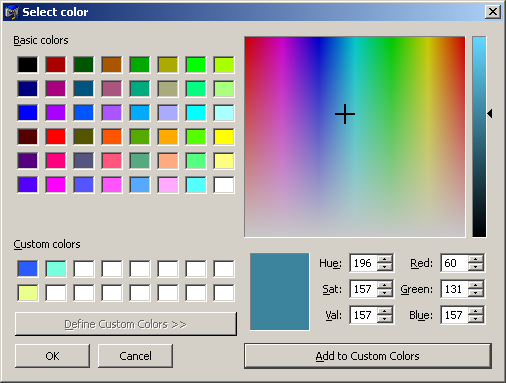 Select color
Basic colors
Custom colors
Define Custom Colors >>
OK Cancel
Hue: 196 Red: 60
Sat: 157 Green: 131
Val: 157 Blue: 157
Add to Custom Colors